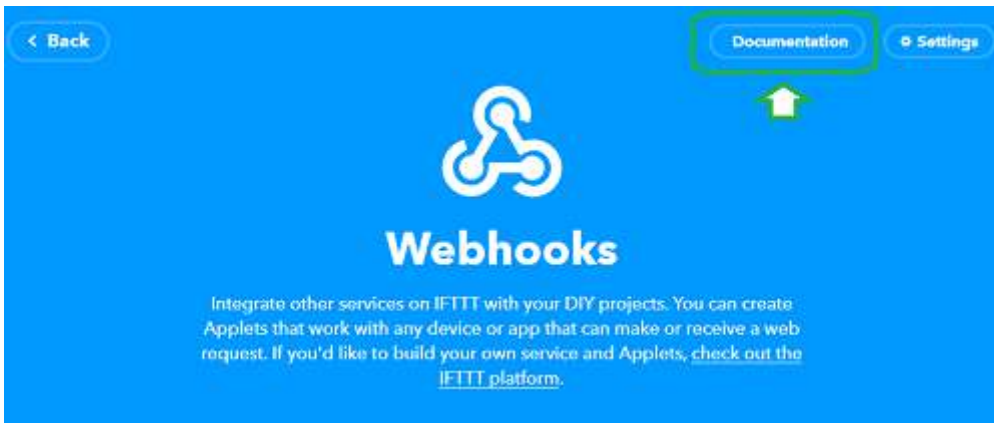 < Back
Documentation
Settings
Webhooks
Integrate other services on IFTTT with your DIY projects. You can create
Applets that work with any device or app that can make or receive a web
request. If you'd like to build your own service and Applets, check out the
IFTTT platform.